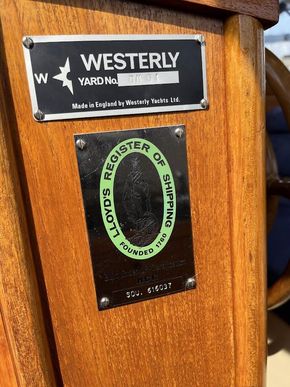 W WESTERLY
YARD No.
Made in England by Westerly Yachts Ltd.
LLOYD'S REGISTER OF SHIPPING
FOUNDED 1760
SOU. 616037